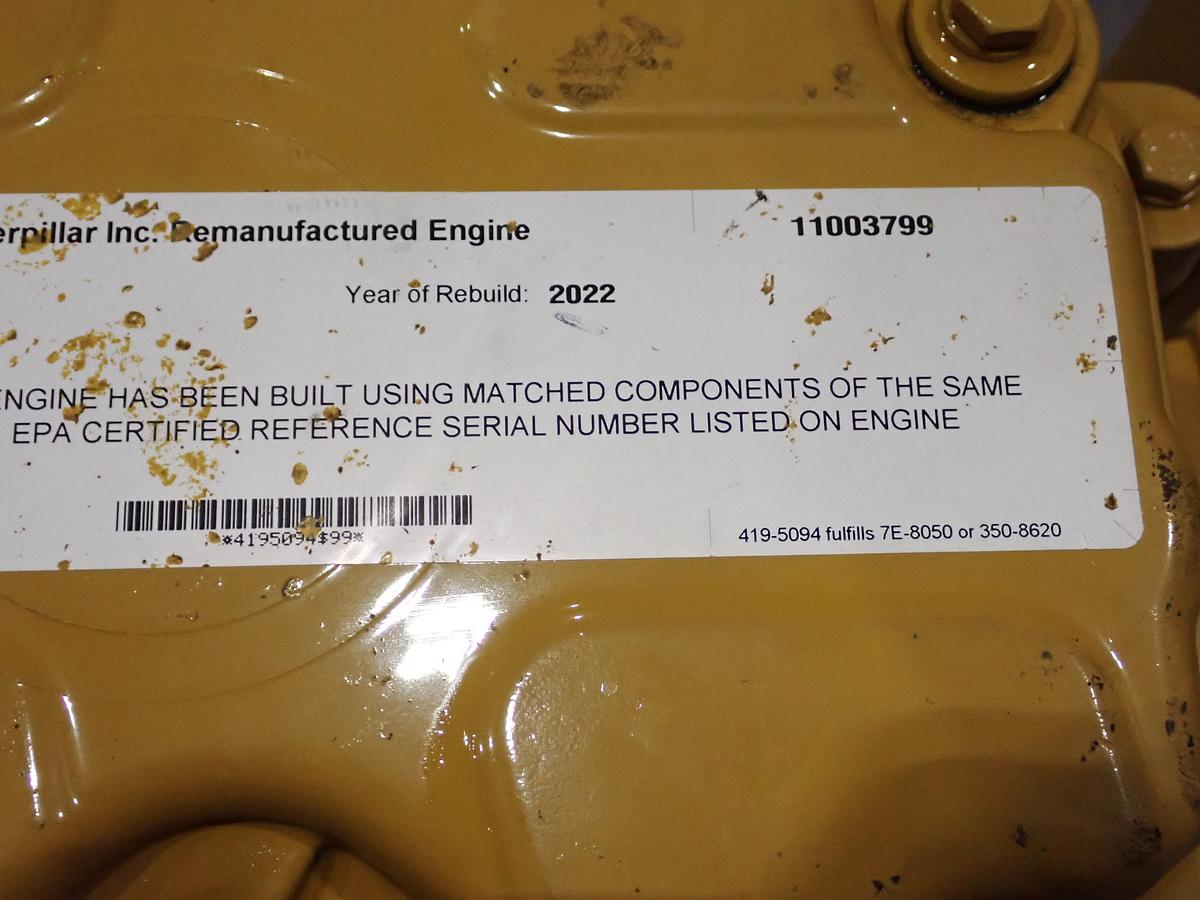 erpillar Inc. Remanufactured Engine 11003799
Year of Rebuild: 2022
ENGINE HAS BEEN BUILT USING MATCHED COMPONENTS OF THE SAME
EPA CERTIFIED REFERENCE SERIAL NUMBER LISTED ON ENGINE
*4195094$99*
419-5094 fulfills 7E-8050 or 350-8620